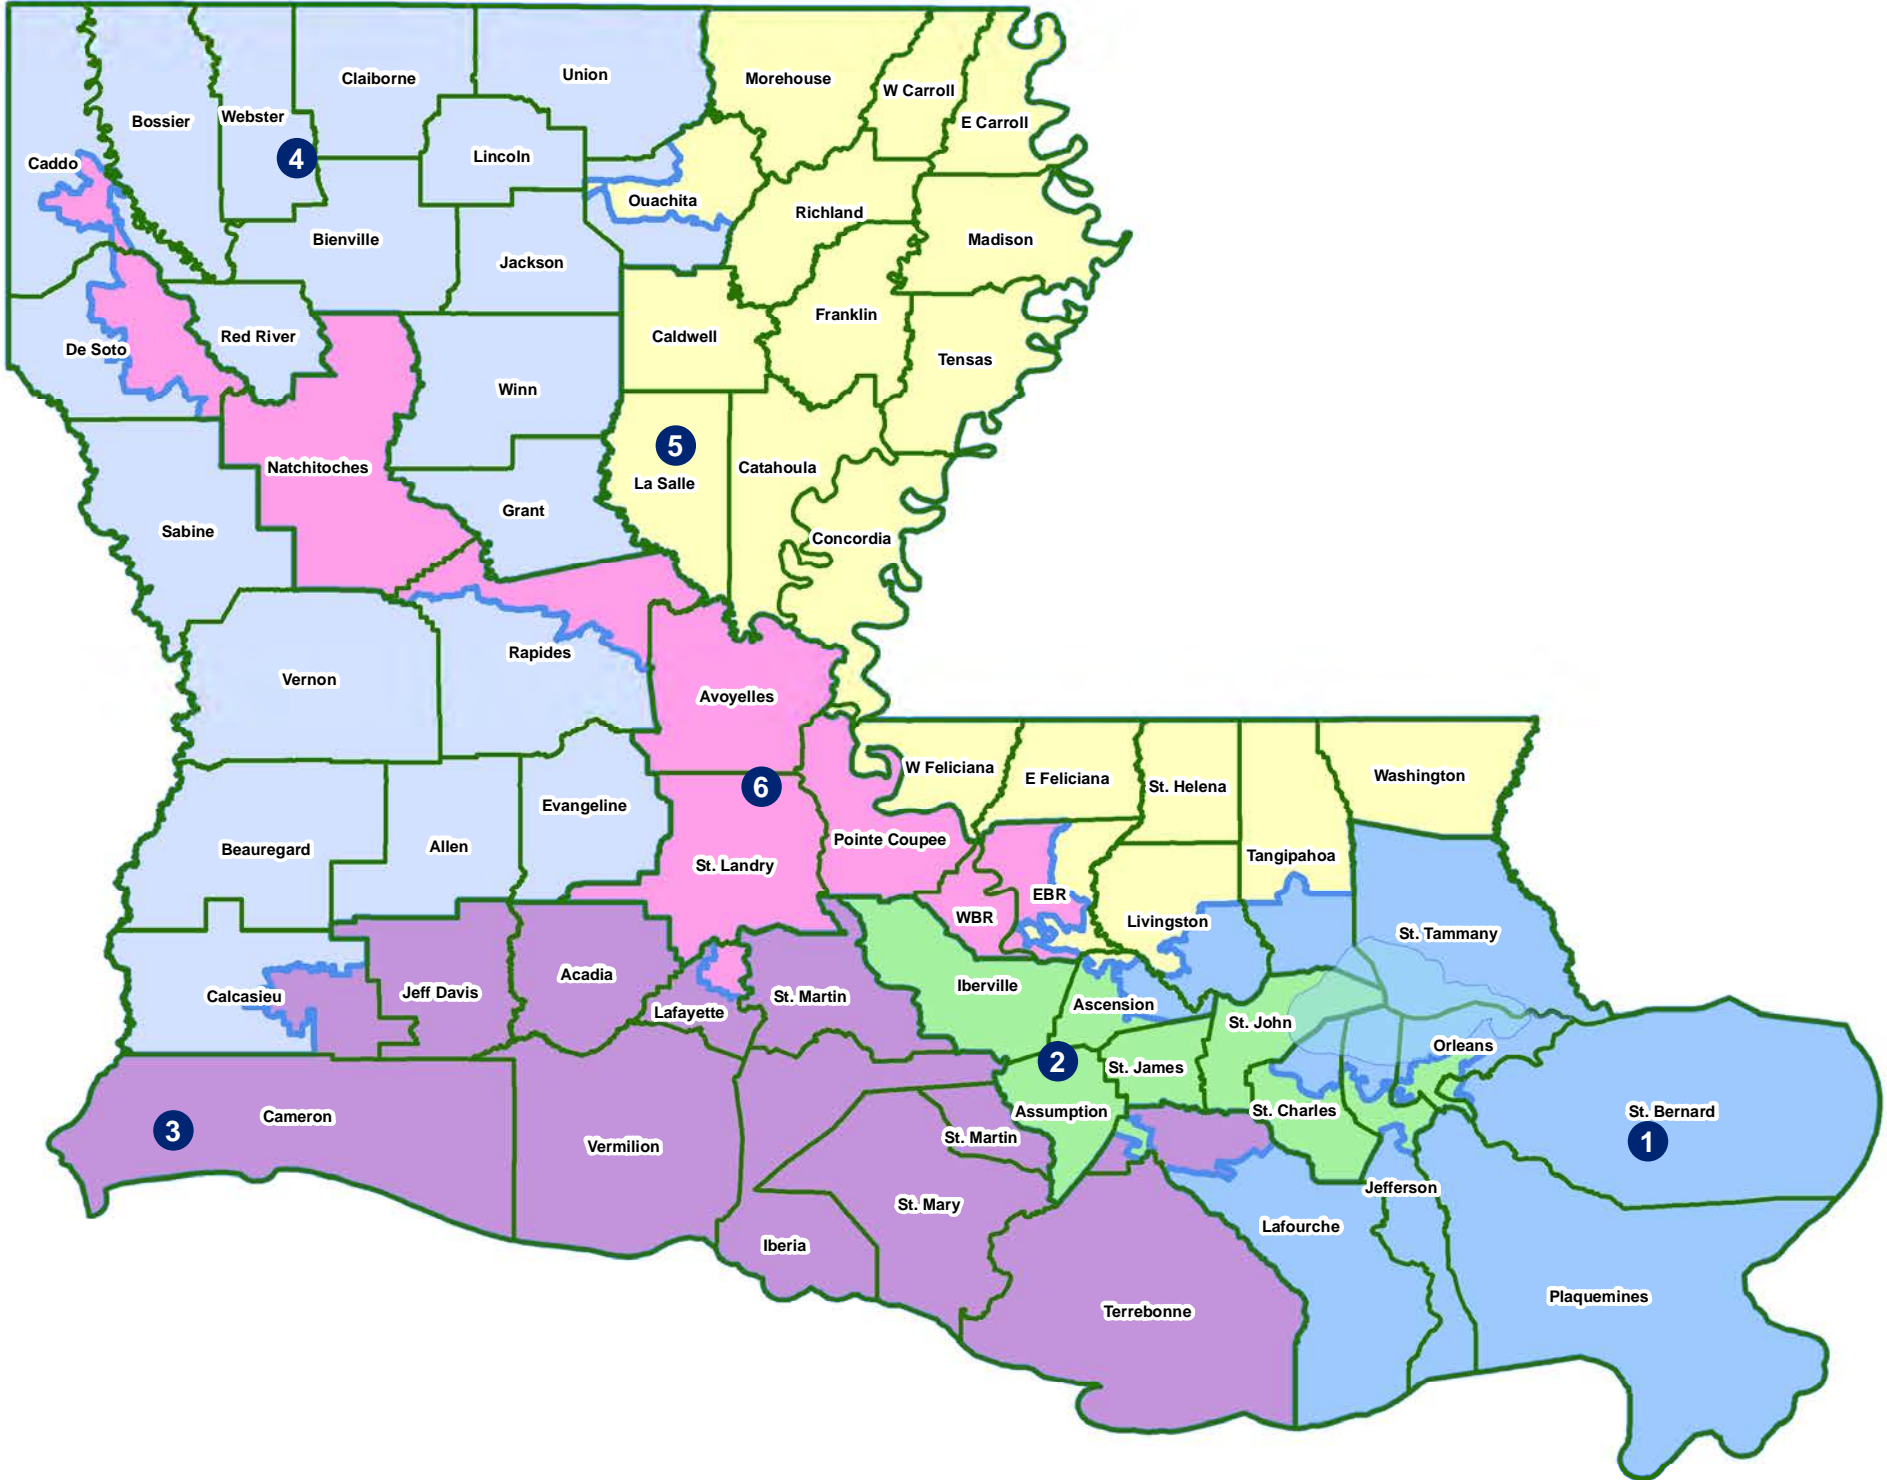 Claiborne
Union
Morehouse
W Carroll
Bossier
Webster
E Carroll
Caddo
4
Lincoln
Ouachita
Richland
Bienville
Madison
Jackson
Franklin
Red River
Caldwell
De Soto
Tensas
Winn
5
Natchitoches
Catahoula
La Salle
Grant
Sabine
Concordia
Rapides
Vernon
Avoyelles
W Feliciana
E Feliciana
St. Helena
Washington
6
Evangeline
Pointe Coupee
Beauregard
Allen
Tangipahoa
St. Landry
EBR
WBR
Livingston
St. Tammany
Acadia
Iberville
Jeff Davis
Calcasieu
St. Martin
Ascension
Lafayette
St. John
Orleans
2
St. James
Cameron
Assumption
St. Charles
St. Bernard
3
St. Martin
Vermilion
1
Jefferson
St. Mary
Lafourche
Iberia
Plaquemines
Terrebonne